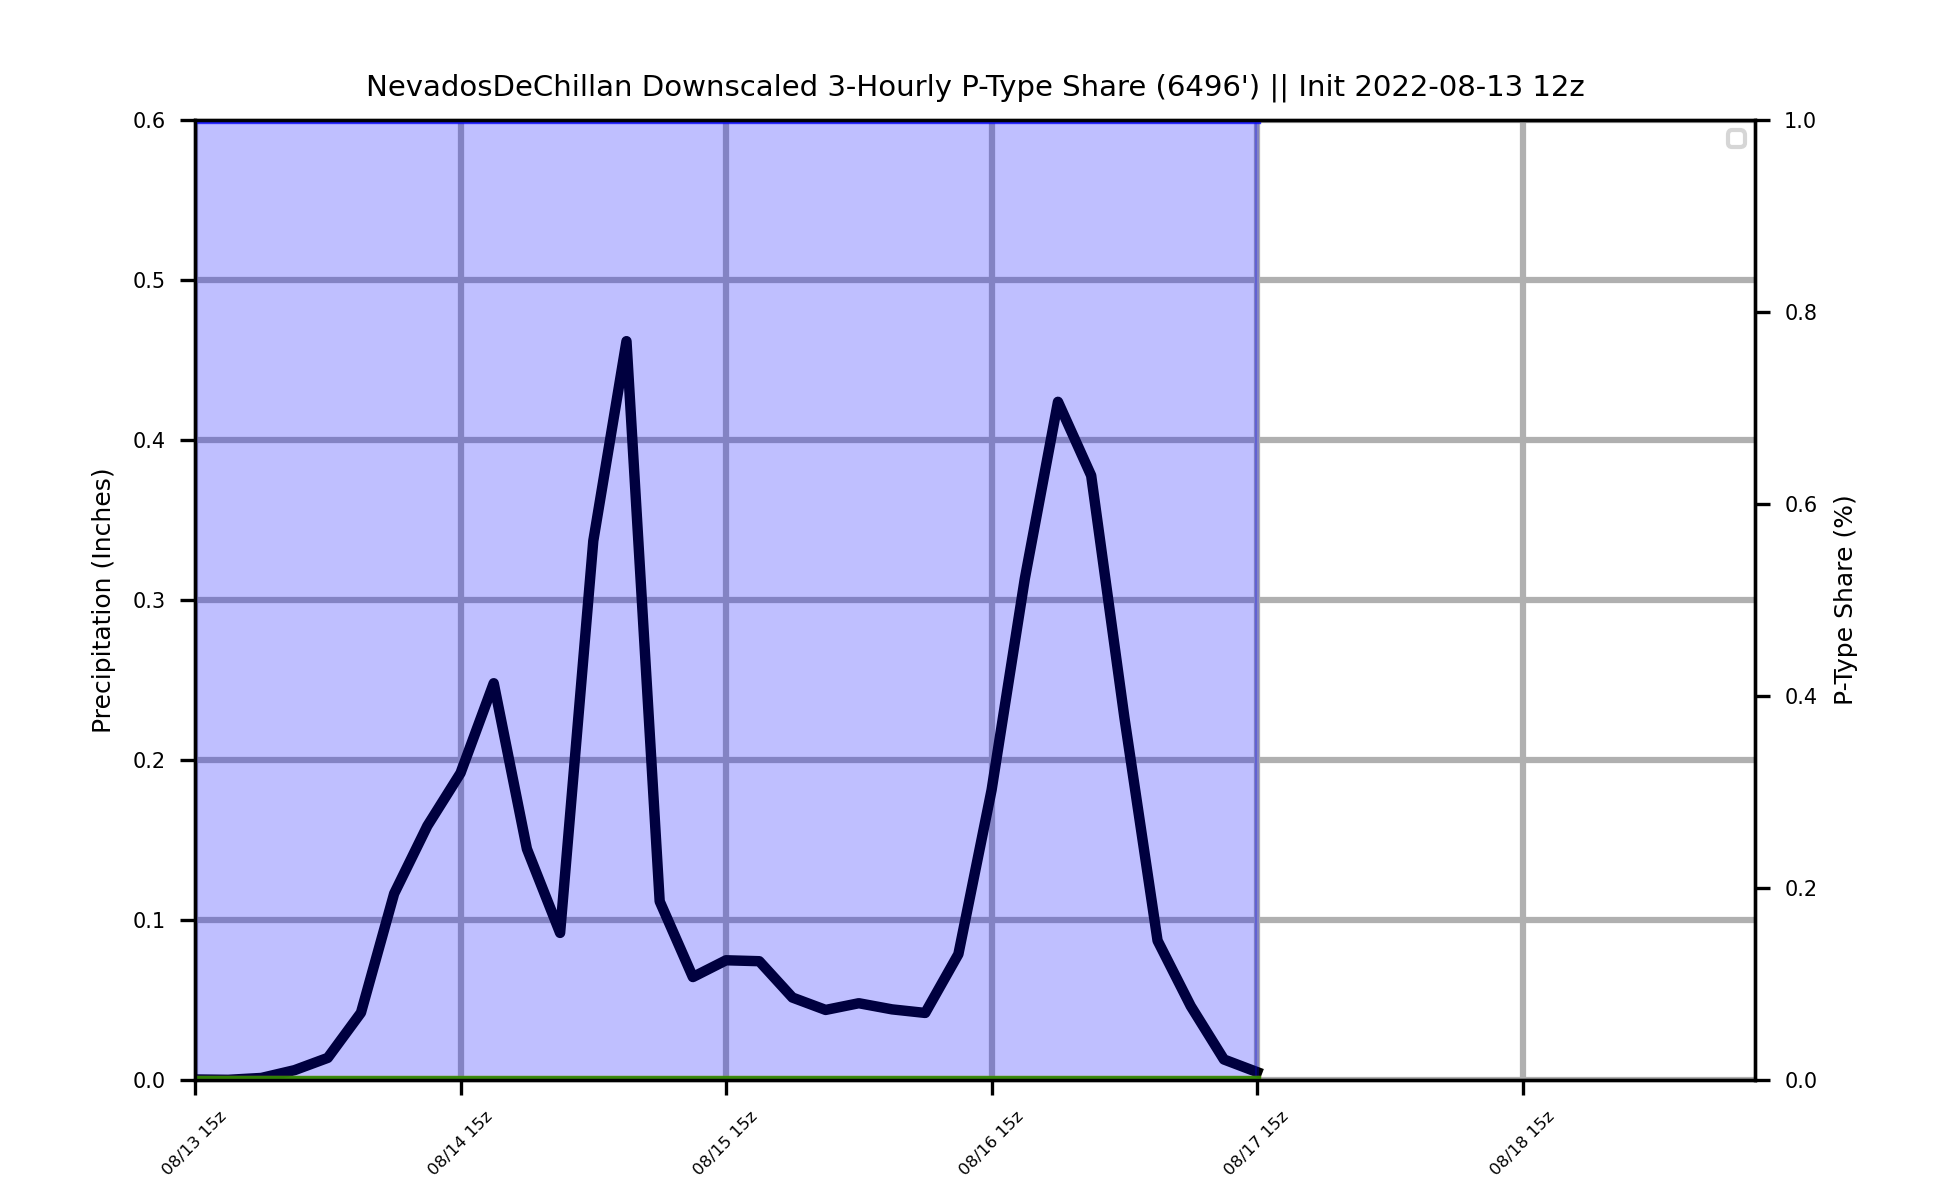 NevadosDeChillan Downscaled 3-Hourly P-Type Share (6496') || Init 2022-08-13 12z
Precipitation (Inches)
0.6
0.5
0.4
0.3
0.2
0.1
0.0
1.0
0.8
0.6
0.4
0.2
0.0
P-Type Share (%)
08/13 15z
08/14 15z
08/15 15z
08/16 15z
08/17 15z
08/18 15z